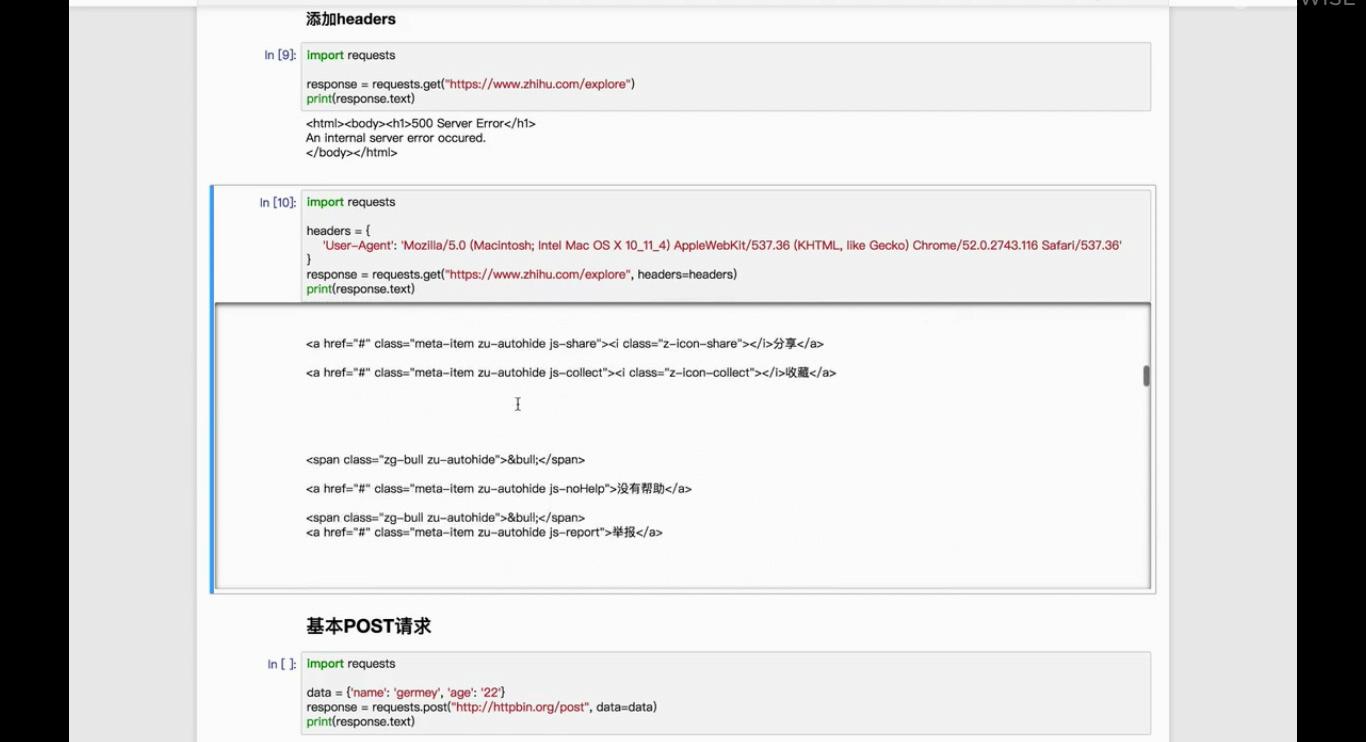 WISE
添加headers
In [9]:
import requests
response = requests.get("https://www.zhihu.com/explore")
print(response.text)
<html><body><h1>500 Server Error</h1>
An internal server error occured.
</body></html>
In [10]:
import requests
headers = {
'User-Agent': 'Mozilla/5.0 (Macintosh; Intel Mac OS X 10_11_4) AppleWebKit/537.36 (KHTML, like Gecko) Chrome/52.0.2743.116 Safari/537.36'
}
response = requests.get("https://www.zhihu.com/explore", headers=headers)
print(response.text)
<a href="#" class="meta-item zu-autohide js-share"><i class="z-icon-share"></i>分享</a>
<a href="#" class="meta-item zu-autohide js-collect"><i class="z-icon-collect"></i>收藏</a>
<span class="zg-bull zu-autohide">&bull;</span>
<a href="#" class="meta-item zu-autohide js-noHelp">没有帮助</a>
<span class="zg-bull zu-autohide">&bull;</span>
<a href="#" class="meta-item zu-autohide js-report">举报</a>
基本POST请求
In [ ]:
import requests
data = {'name': 'germey', 'age': '22'}
response = requests.post("http://httpbin.org/post", data=data)
print(response.text)